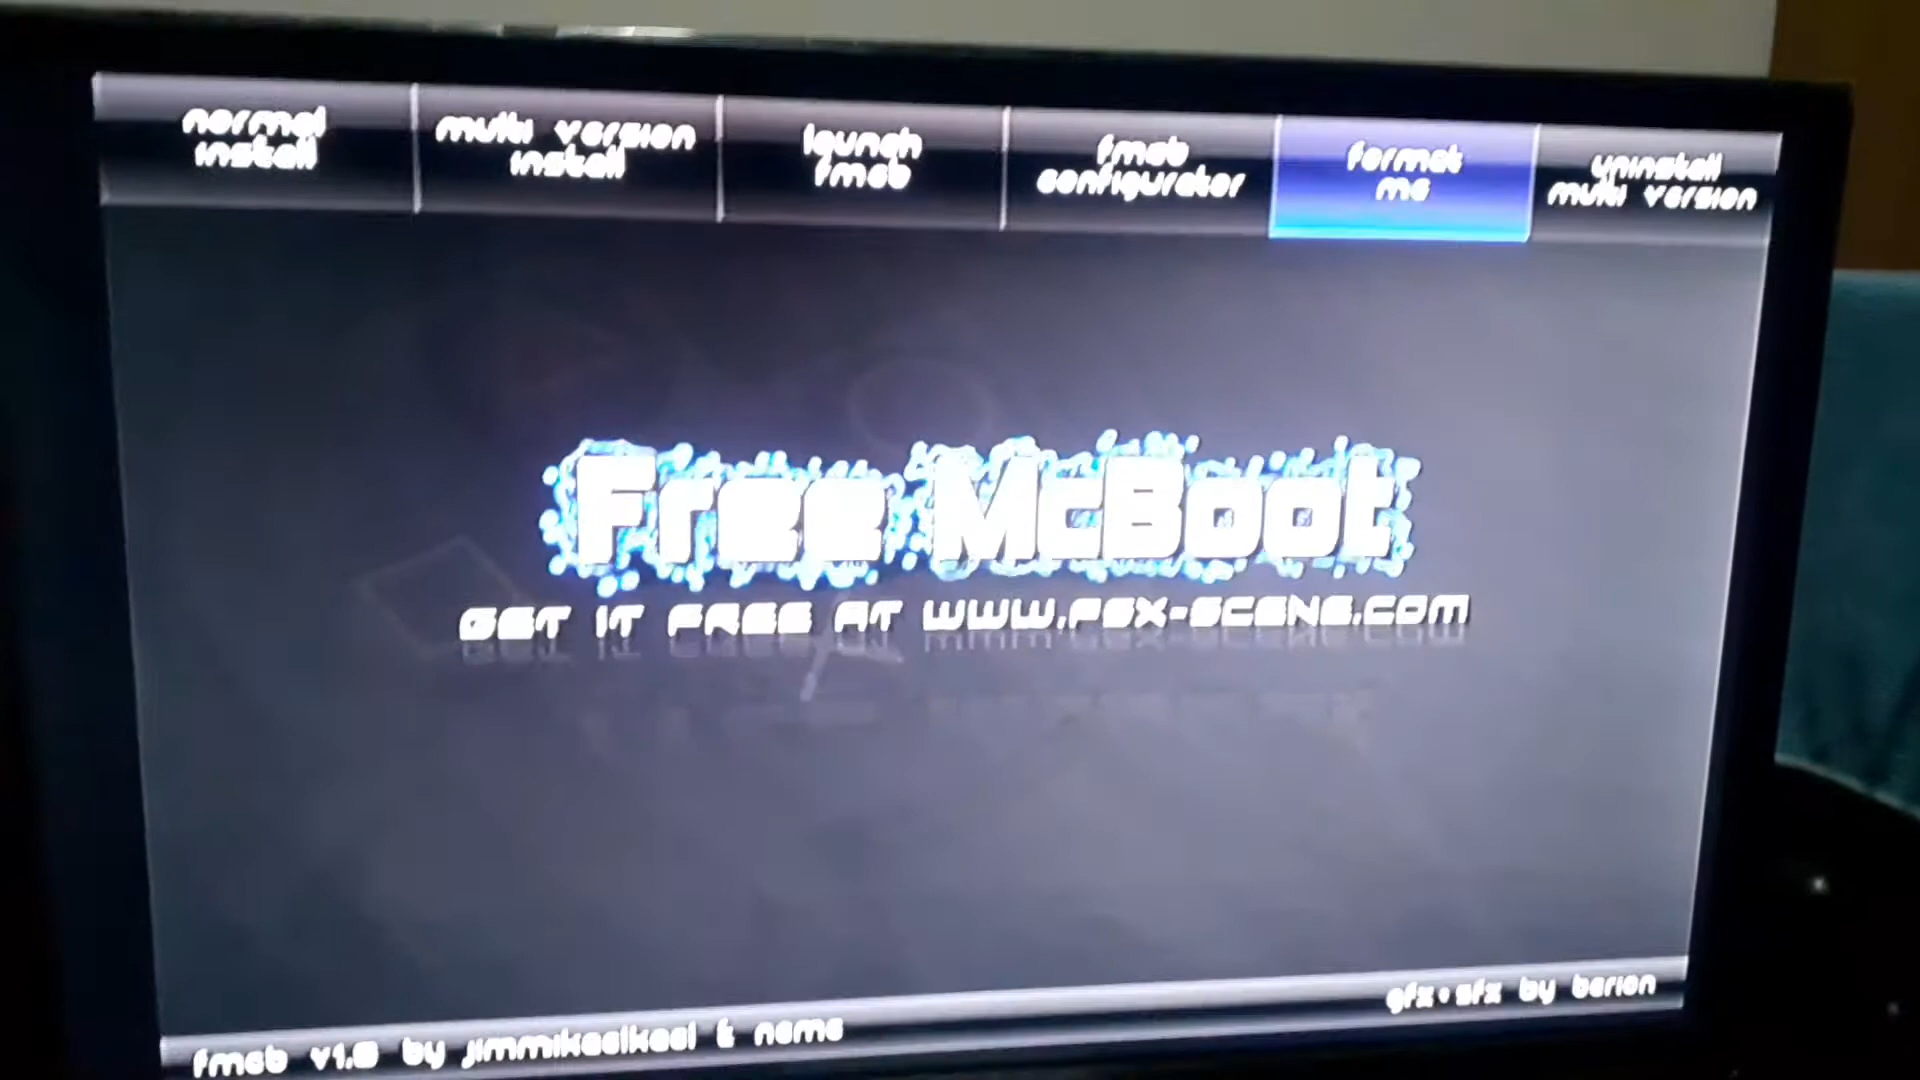 normal
install
multi version
install
launch
fmcb
fmcb
configurator
format
mc
uninstall
multi version
Free McBoot
GET IT FREE AT WWW.PSX-SCENE.COM
fmcb v1.8 by jimmikaelkael & neme
gfx+sfx by berion